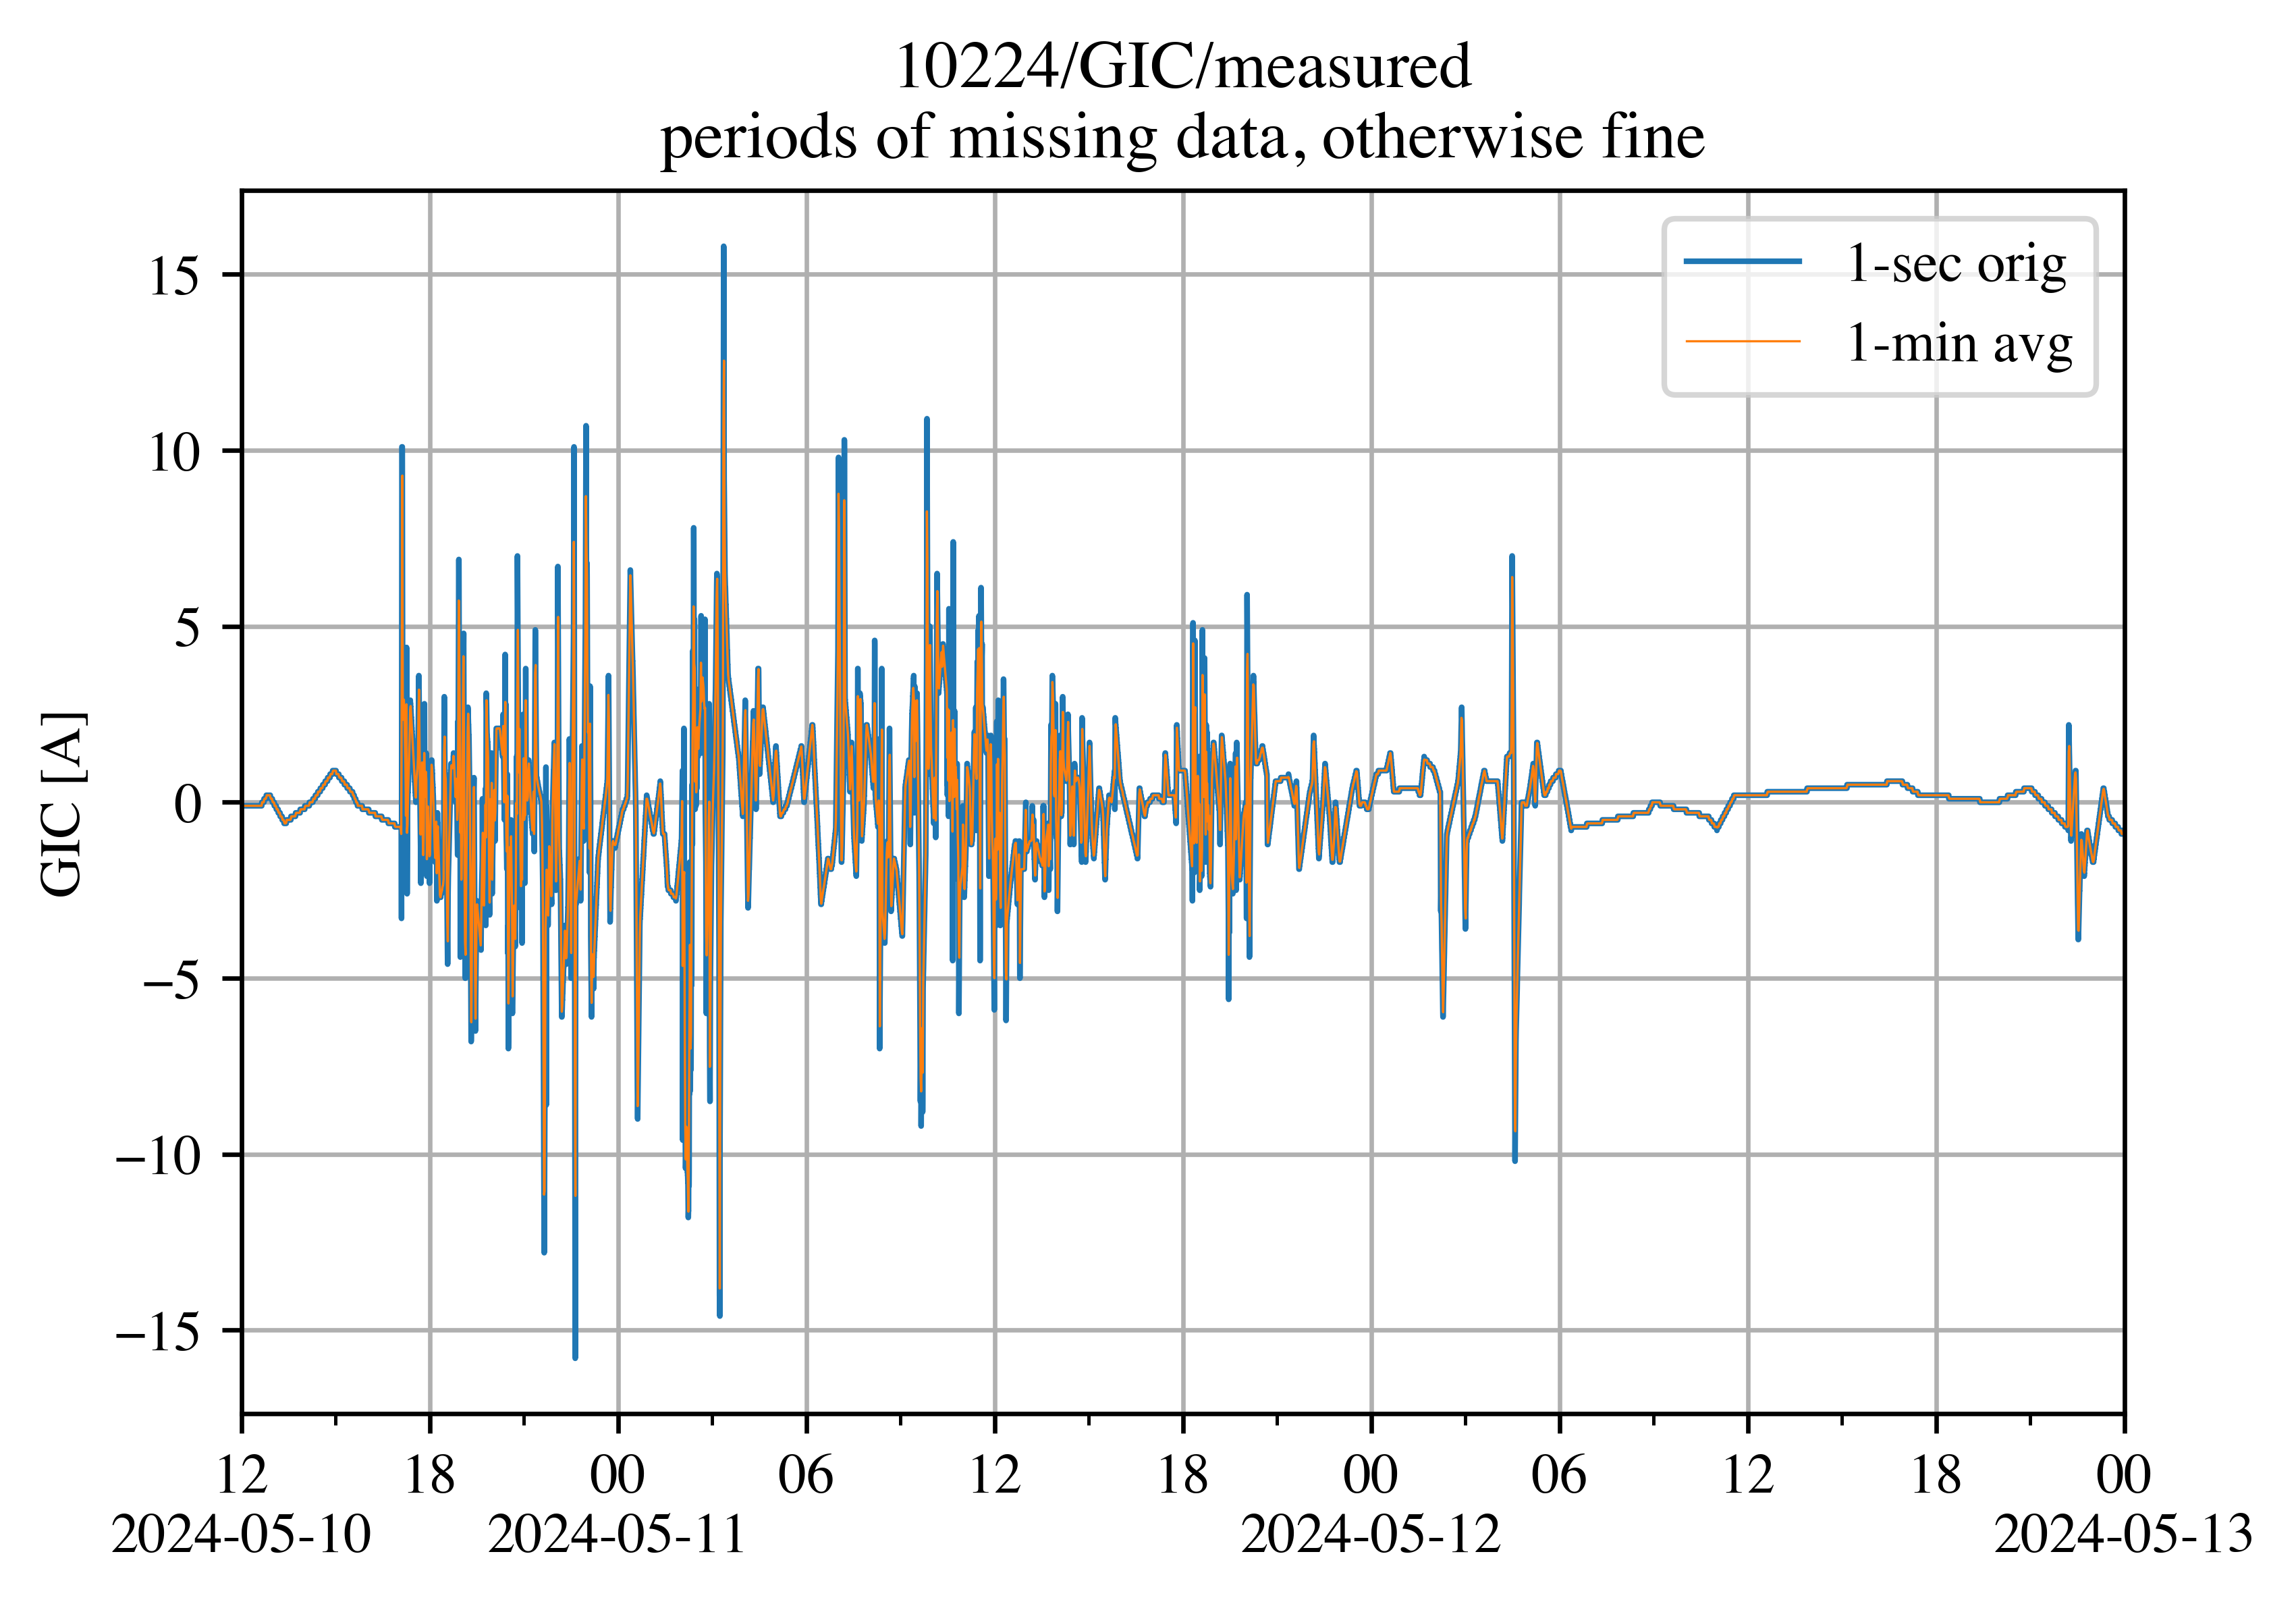 10224/GIC/measured
periods of missing data, otherwise fine
1-sec orig
1-min avg
GIC [A]
15
10
5
0
−5
−10
−15
12 18 00 06 12 18 00 06 12 18 00
2024-05-10 2024-05-11 2024-05-12 2024-05-13